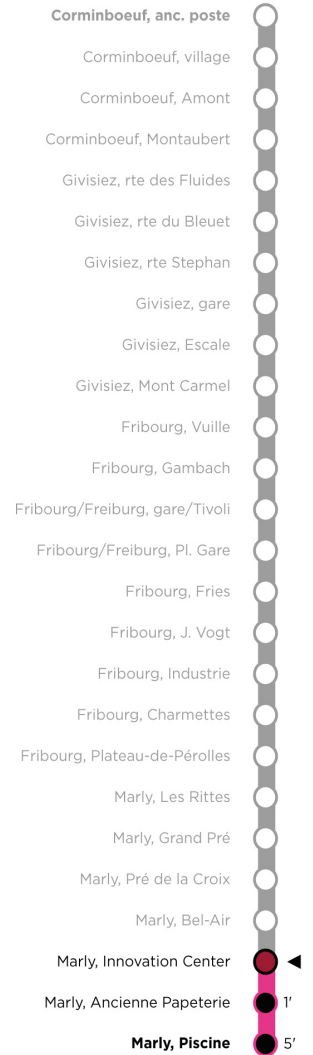 Corminboeuf, anc. poste
Corminboeuf, village
Corminboeuf, Amont
Corminboeuf, Montaubert
Givisiez, rte des Fluides
Givisiez, rte du Bleuet
Givisiez, rte Stephan
Givisiez, gare
Givisiez, Escale
Givisiez, Mont Carmel
Fribourg, Vuille
Fribourg, Gambach
Fribourg/Freiburg, gare/Tivoli
Fribourg/Freiburg, Pl. Gare
Fribourg, Fries
Fribourg, J. Vogt
Fribourg, Industrie
Fribourg, Charmettes
Fribourg, Plateau-de-Pérolles
Marly, Les Rittes
Marly, Grand Pré
Marly, Pré de la Croix
Marly, Bel-Air
Marly, Innovation Center
Marly, Ancienne Papeterie 1'
Marly, Piscine 5'